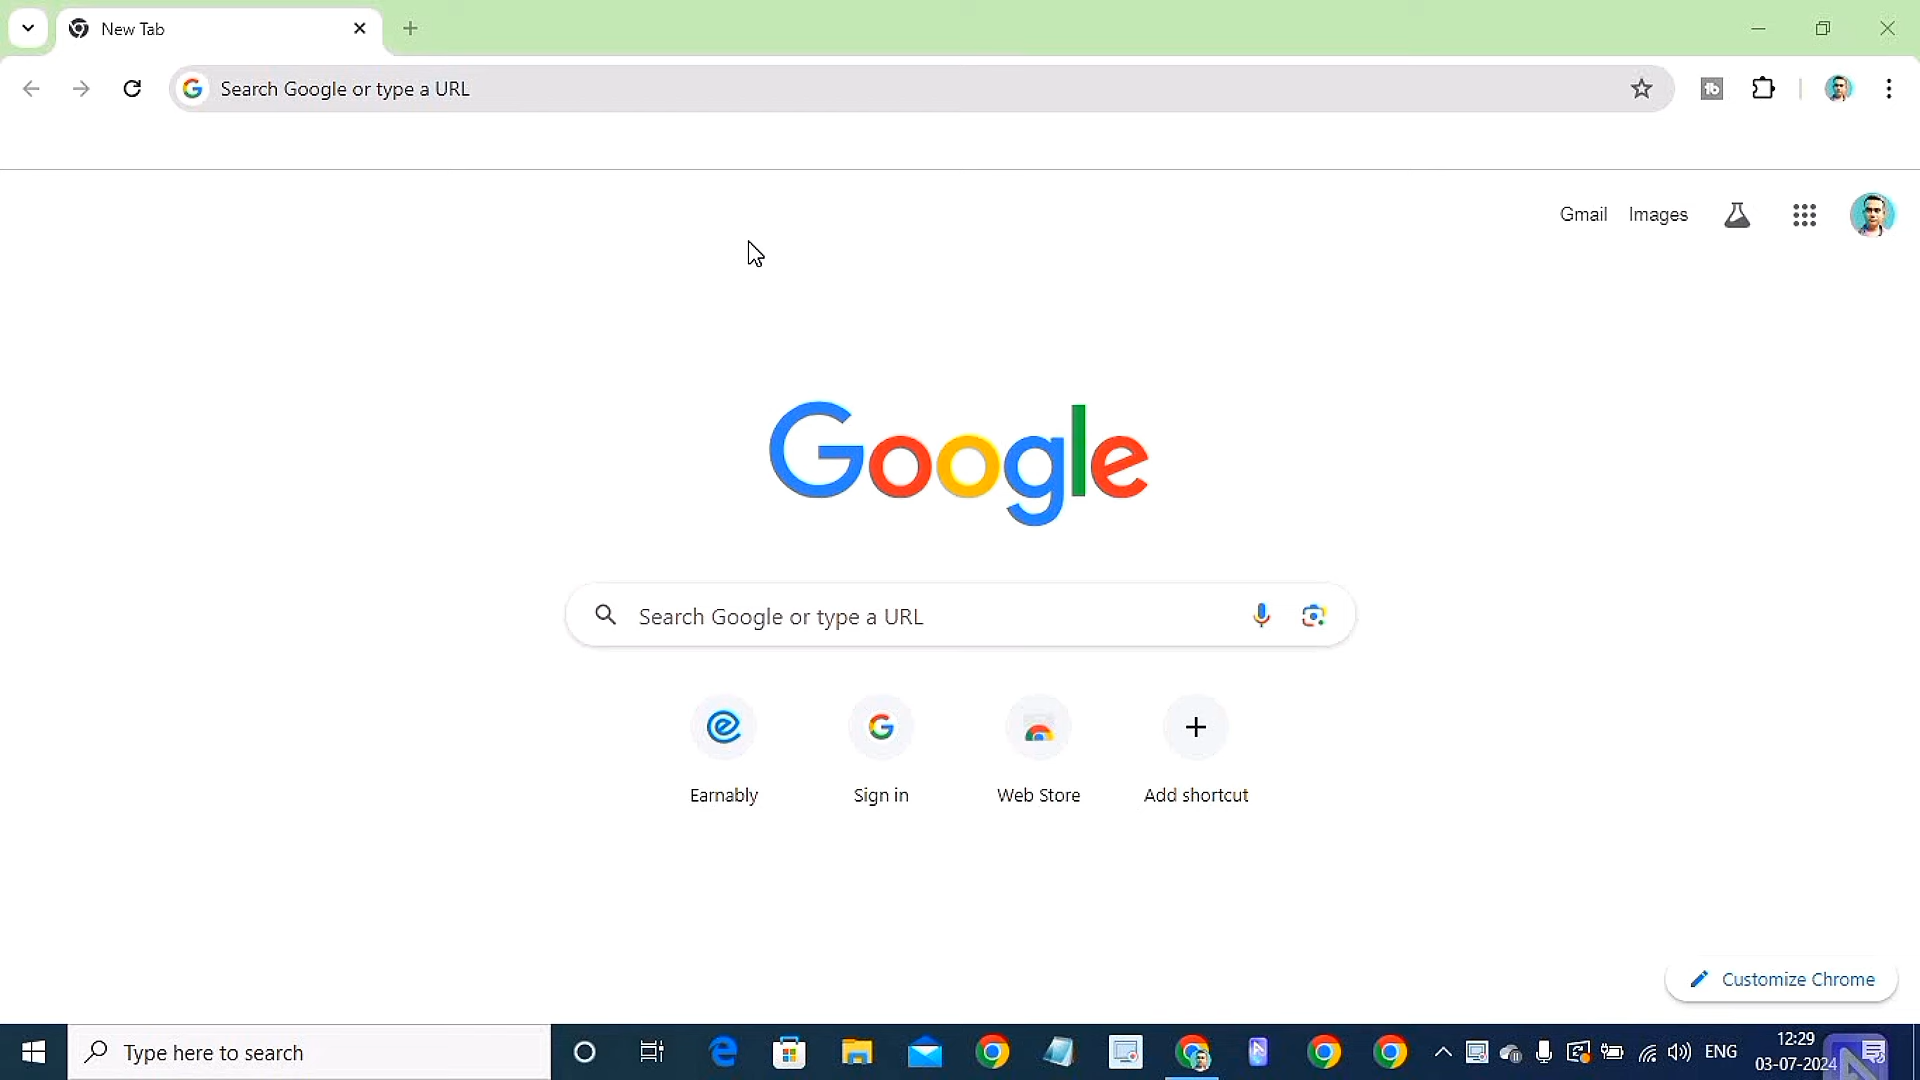 New Tab
Search Google or type a URL
Gmail Images
Google
Search Google or type a URL
Earnably Sign in Web Store Add shortcut
Customize Chrome
Type here to search
ENG
12:29
03-07-2024